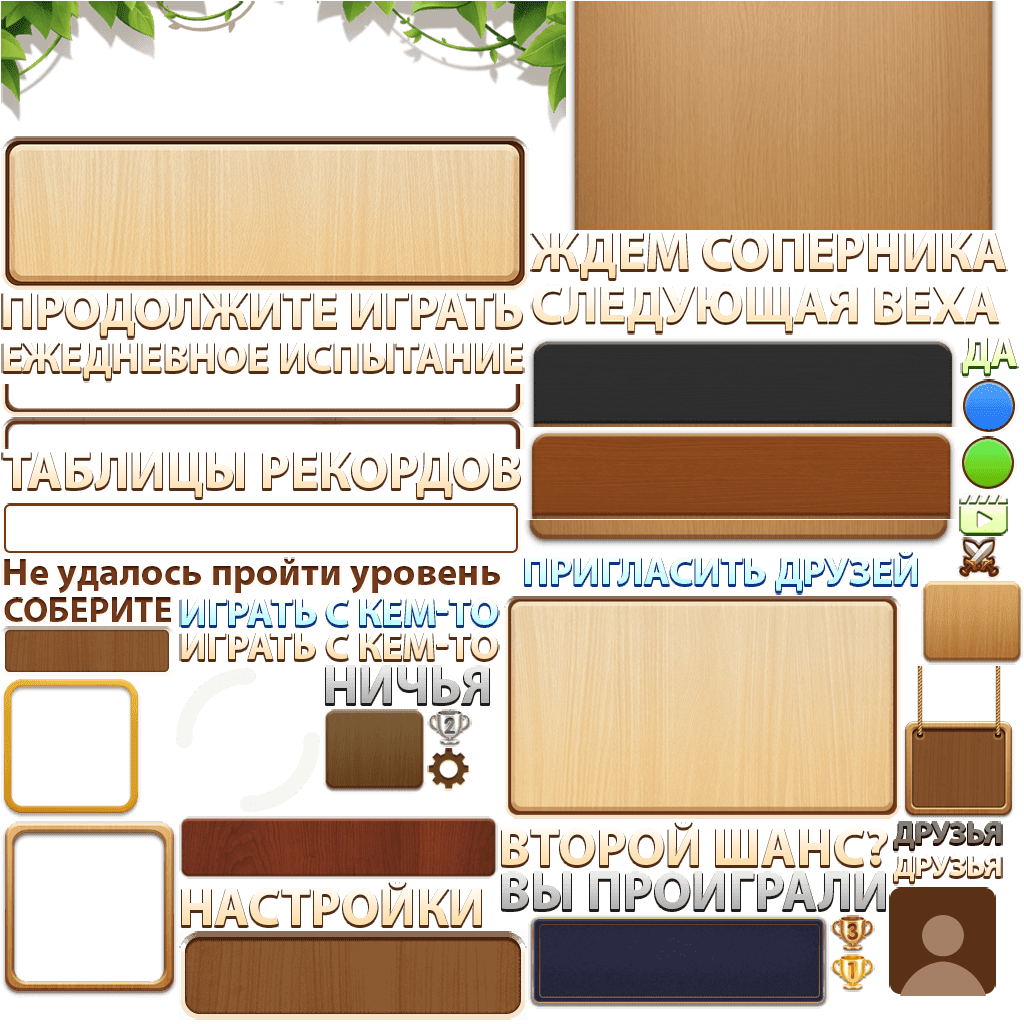 ЖДЕМ СОПЕРНИКА
ПРОДОЛЖИТЕ ИГРАТЬ
СЛЕДУЮЩАЯ ВЕХА
ЕЖЕДНЕВНОЕ ИСПЫТАНИЕ
ДА
ТАБЛИЦЫ РЕКОРДОВ
Не удалось пройти уровень
ПРИГЛАСИТЬ ДРУЗЕЙ
СОБЕРИТЕ
ИГРАТЬ С КЕМ-ТО
ИГРАТЬ С КЕМ-ТО
НИЧЬЯ
2
ВТОРОЙ ШАНС?
ДРУЗЬЯ
ДРУЗЬЯ
ВЫ ПРОИГРАЛИ
НАСТРОЙКИ
3
1